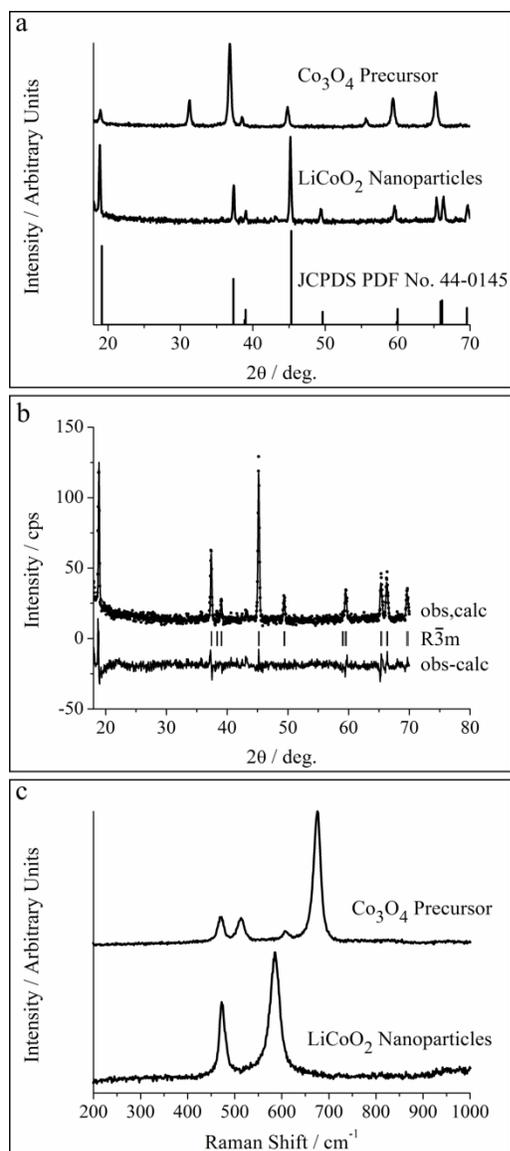 a
Intensity / Arbitrary Units
Co₃O₄ Precursor
LiCoO₂ Nanoparticles
JCPDS PDF No. 44-0145
20 30 40 50 60 70
2θ / deg.
b
Intensity / cps
150
100
50
0
-50
obs,calc
R3̅m
obs-calc
20 30 40 50 60 70 80
2θ / deg.
c
Intensity / Arbitrary Units
Co₃O₄ Precursor
LiCoO₂ Nanoparticles
200 300 400 500 600 700 800 900 1000
Raman Shift / cm⁻¹